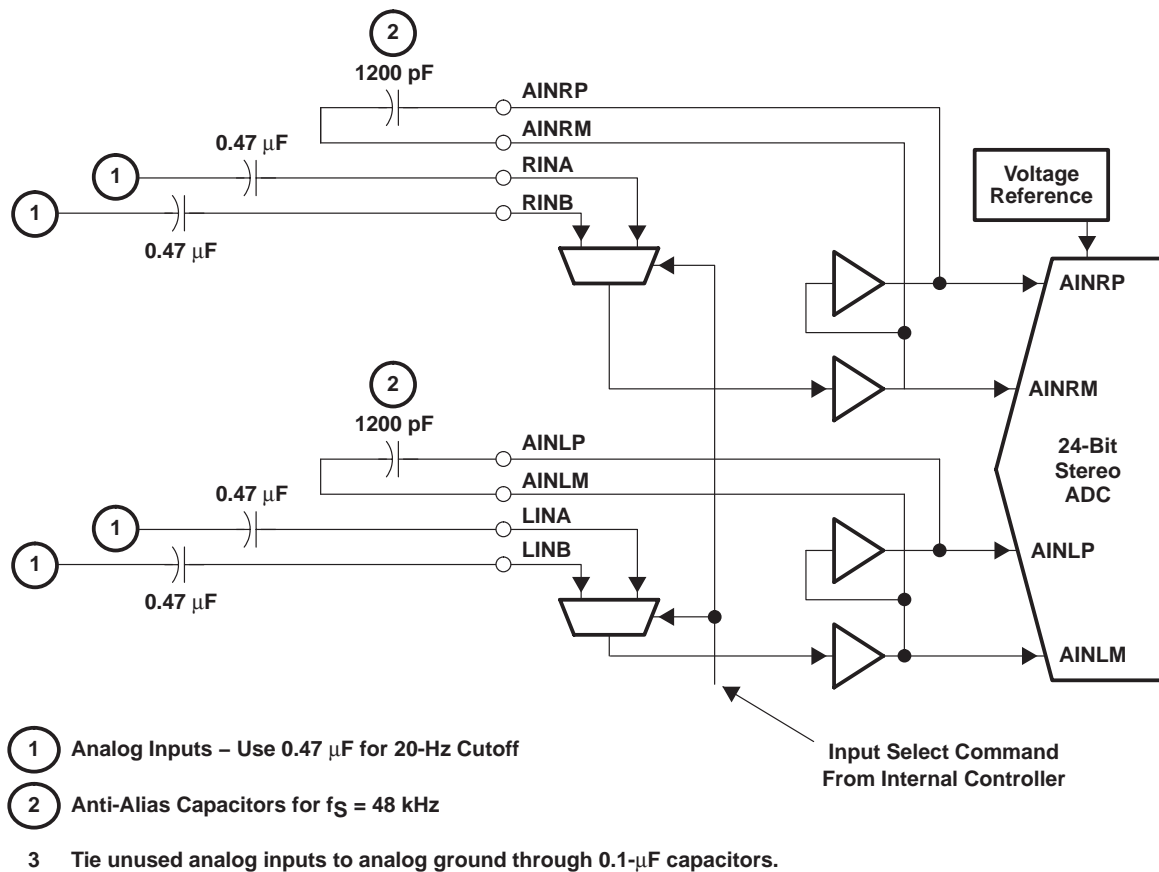 2
1200 pF
AINRP
AINRM
0.47 μF
RINA
1
RINB
1
0.47 μF
Voltage
Reference
AINRP
2
1200 pF
AINRM
AINLP
AINLM
24-Bit
Stereo
ADC
0.47 μF
LINA
1
LINB
1
0.47 μF
AINLP
AINLM
1 Analog Inputs – Use 0.47 μF for 20-Hz Cutoff
Input Select Command
From Internal Controller
2 Anti-Alias Capacitors for fS = 48 kHz
3 Tie unused analog inputs to analog ground through 0.1-μF capacitors.